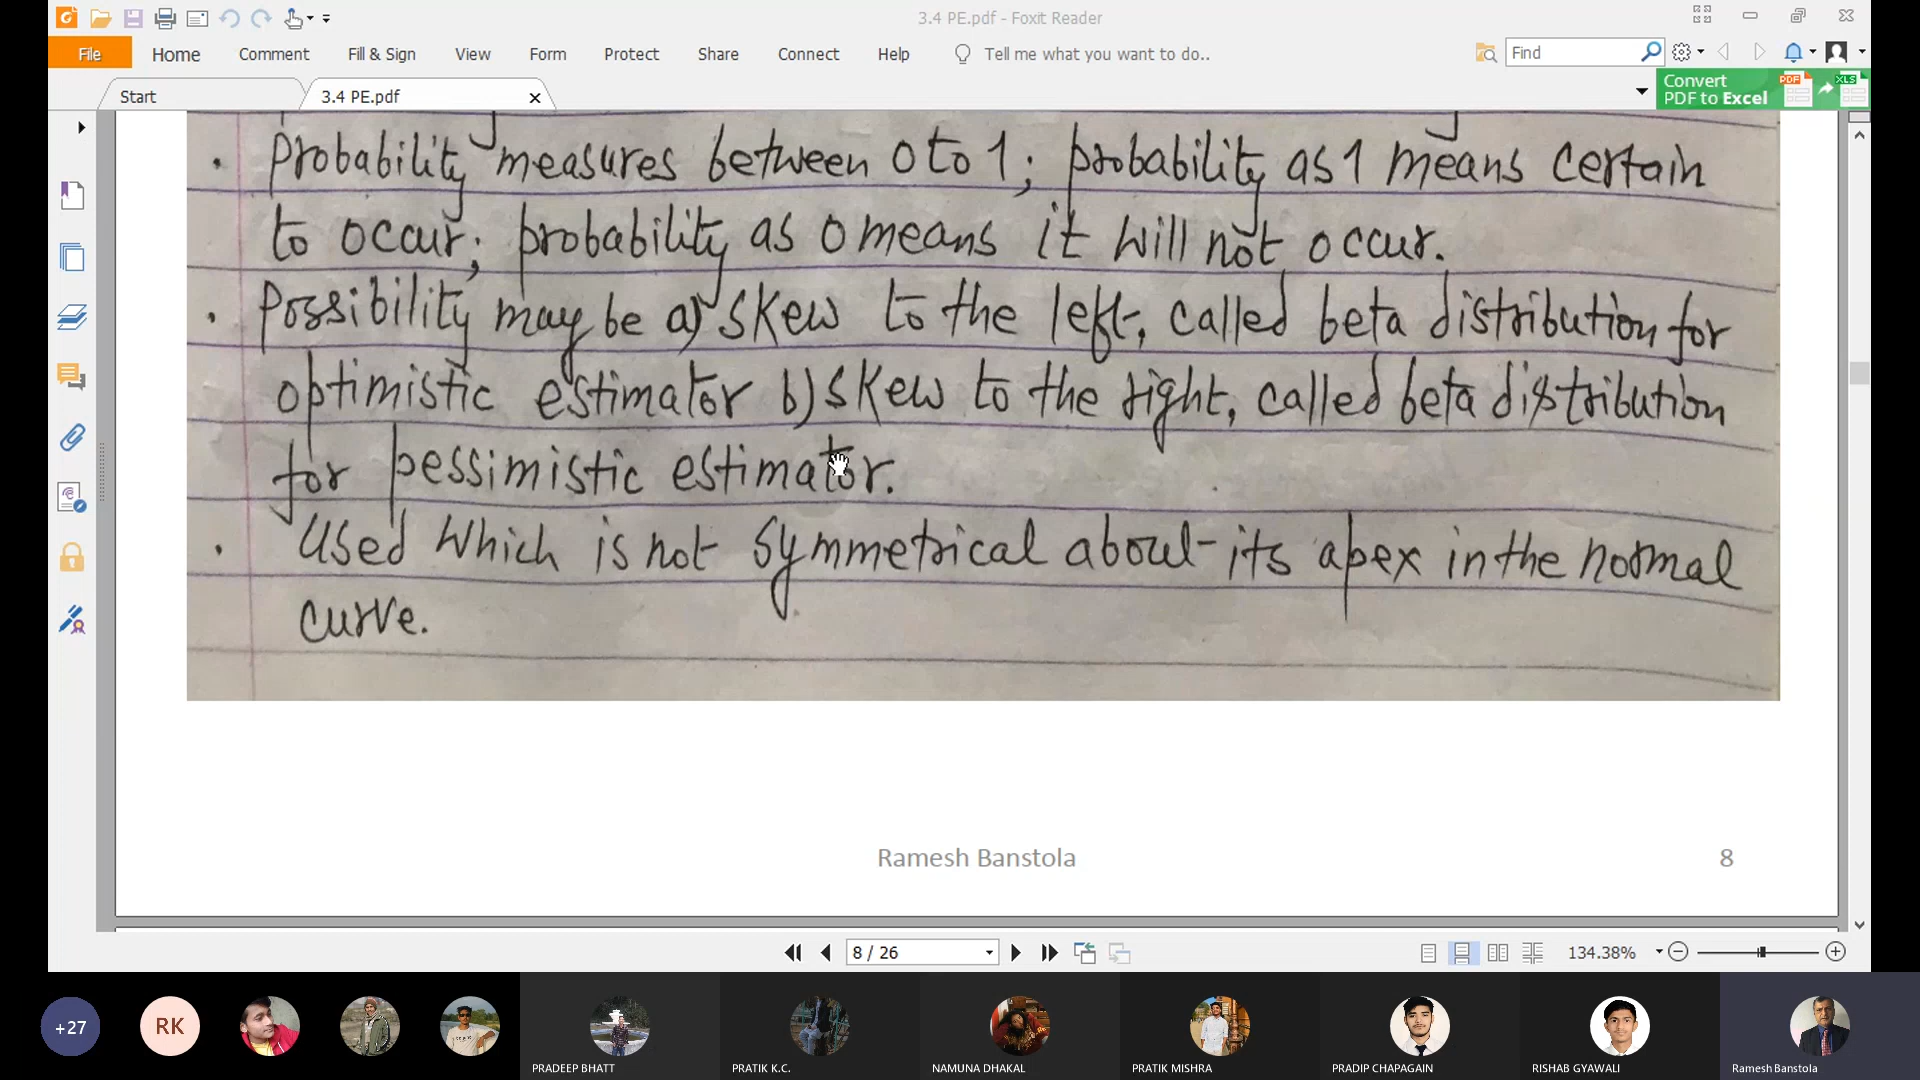 3.4 PE.pdf - Foxit Reader
File Home Comment Fill & Sign View Form Protect Share Connect Help Tell me what you want to do.. Find
Start 3.4 PE.pdf
Convert
PDF to Excel
PDF XLS
. Probability measures between 0 to 1; probability as 1 means certain
to occur; probability as 0 means it will not occur.
. Possibility may be a) skew to the left, called beta distribution for
optimistic estimator b) skew to the right, called beta distribution
for pessimistic estimator.
. Used which is not symmetrical about its apex in the normal
curve.
Ramesh Banstola 8
8 / 26 134.38%
+27 RK
PRADEEP BHATT PRATIK K.C. NAMUNA DHAKAL PRATIK MISHRA PRADIP CHAPAGAIN RISHAB GYAWALI Ramesh Banstola